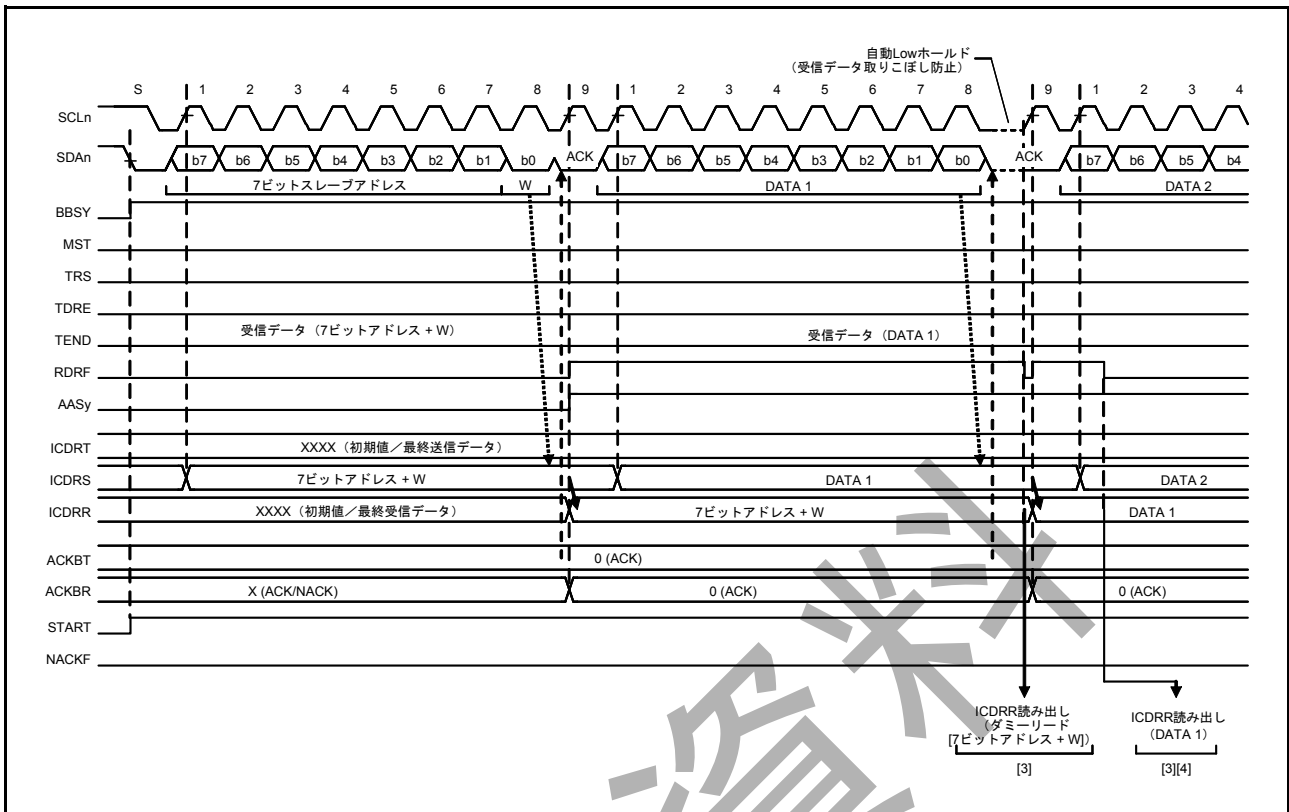 自動Lowホールド
（受信データ取りこぼし防止）
S 1 2 3 4 5 6 7 8 9 1 2 3 4 5 6 7 8 9 1 2 3 4
SCLn
SDAn b7 b6 b5 b4 b3 b2 b1 b0 ACK b7 b6 b5 b4 b3 b2 b1 b0 ACK b7 b6 b5 b4
7ビットスレーブアドレス W DATA 1 DATA 2
BBSY
MST
TRS
TDRE
受信データ（7ビットアドレス + W） 受信データ（DATA 1）
TEND
RDRF
AASy
ICDRT XXXX（初期値／最終送信データ）
ICDRS 7ビットアドレス + W DATA 1 DATA 2
ICDRR XXXX（初期値／最終受信データ） 7ビットアドレス + W DATA 1
ACKBT 0 (ACK)
ACKBR X (ACK/NACK) 0 (ACK) 0 (ACK)
START
NACKF
ICDRR読み出し
（ダミーリード
[7ビットアドレス + W]）
[3]
ICDRR読み出し
（DATA 1）
[3][4]
資料